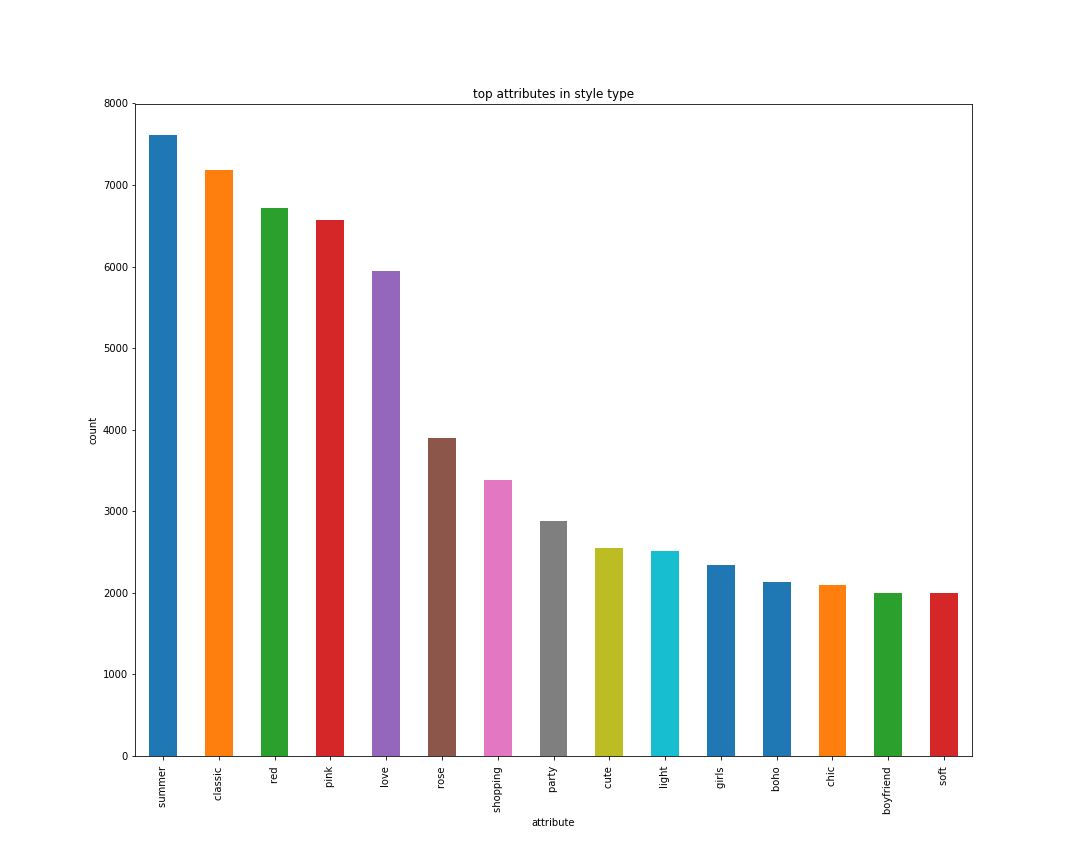 top attributes in style type
8000
7000
6000
5000
4000
3000
2000
1000
0
count
summer
classic
red
pink
love
rose
shopping
party
cute
light
girls
boho
chic
boyfriend
soft
attribute